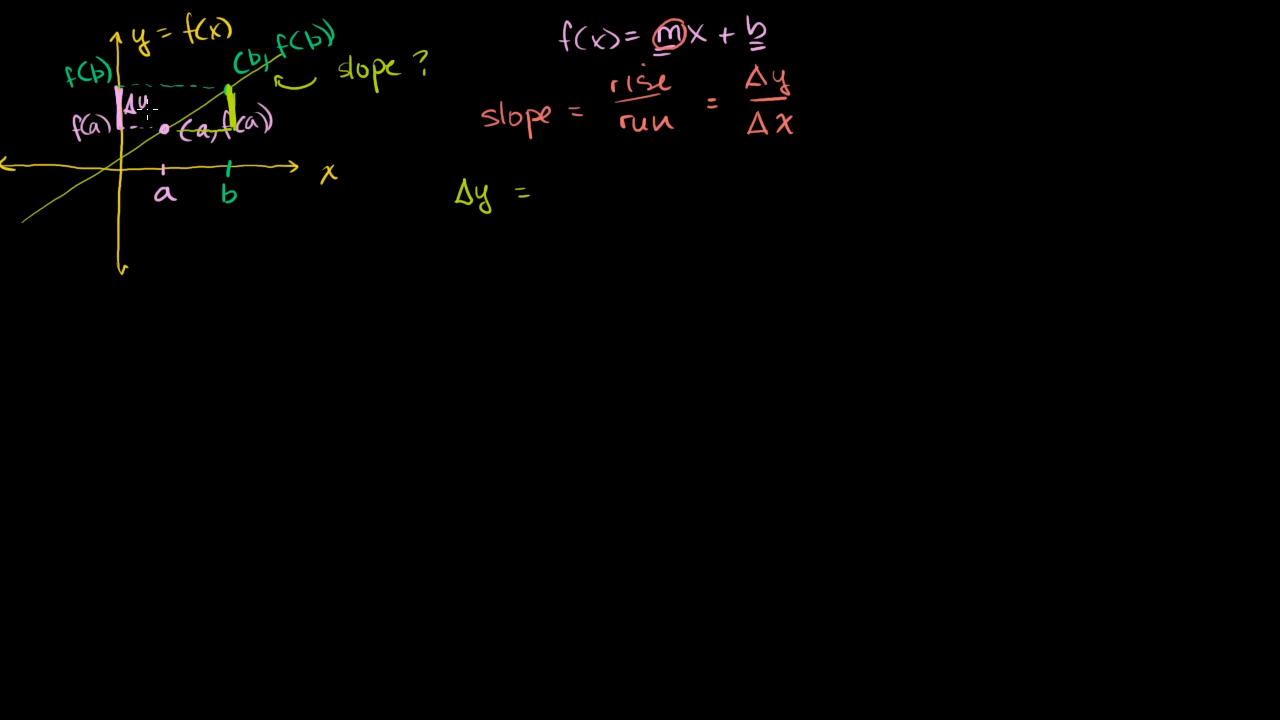 y = f(x)
f(x) = mx + b
(b, f(b))
f(b)
slope ?
slope = rise/run = Δy/Δx
Δy
f(a)
(a, f(a))
x
a
b
Δy =